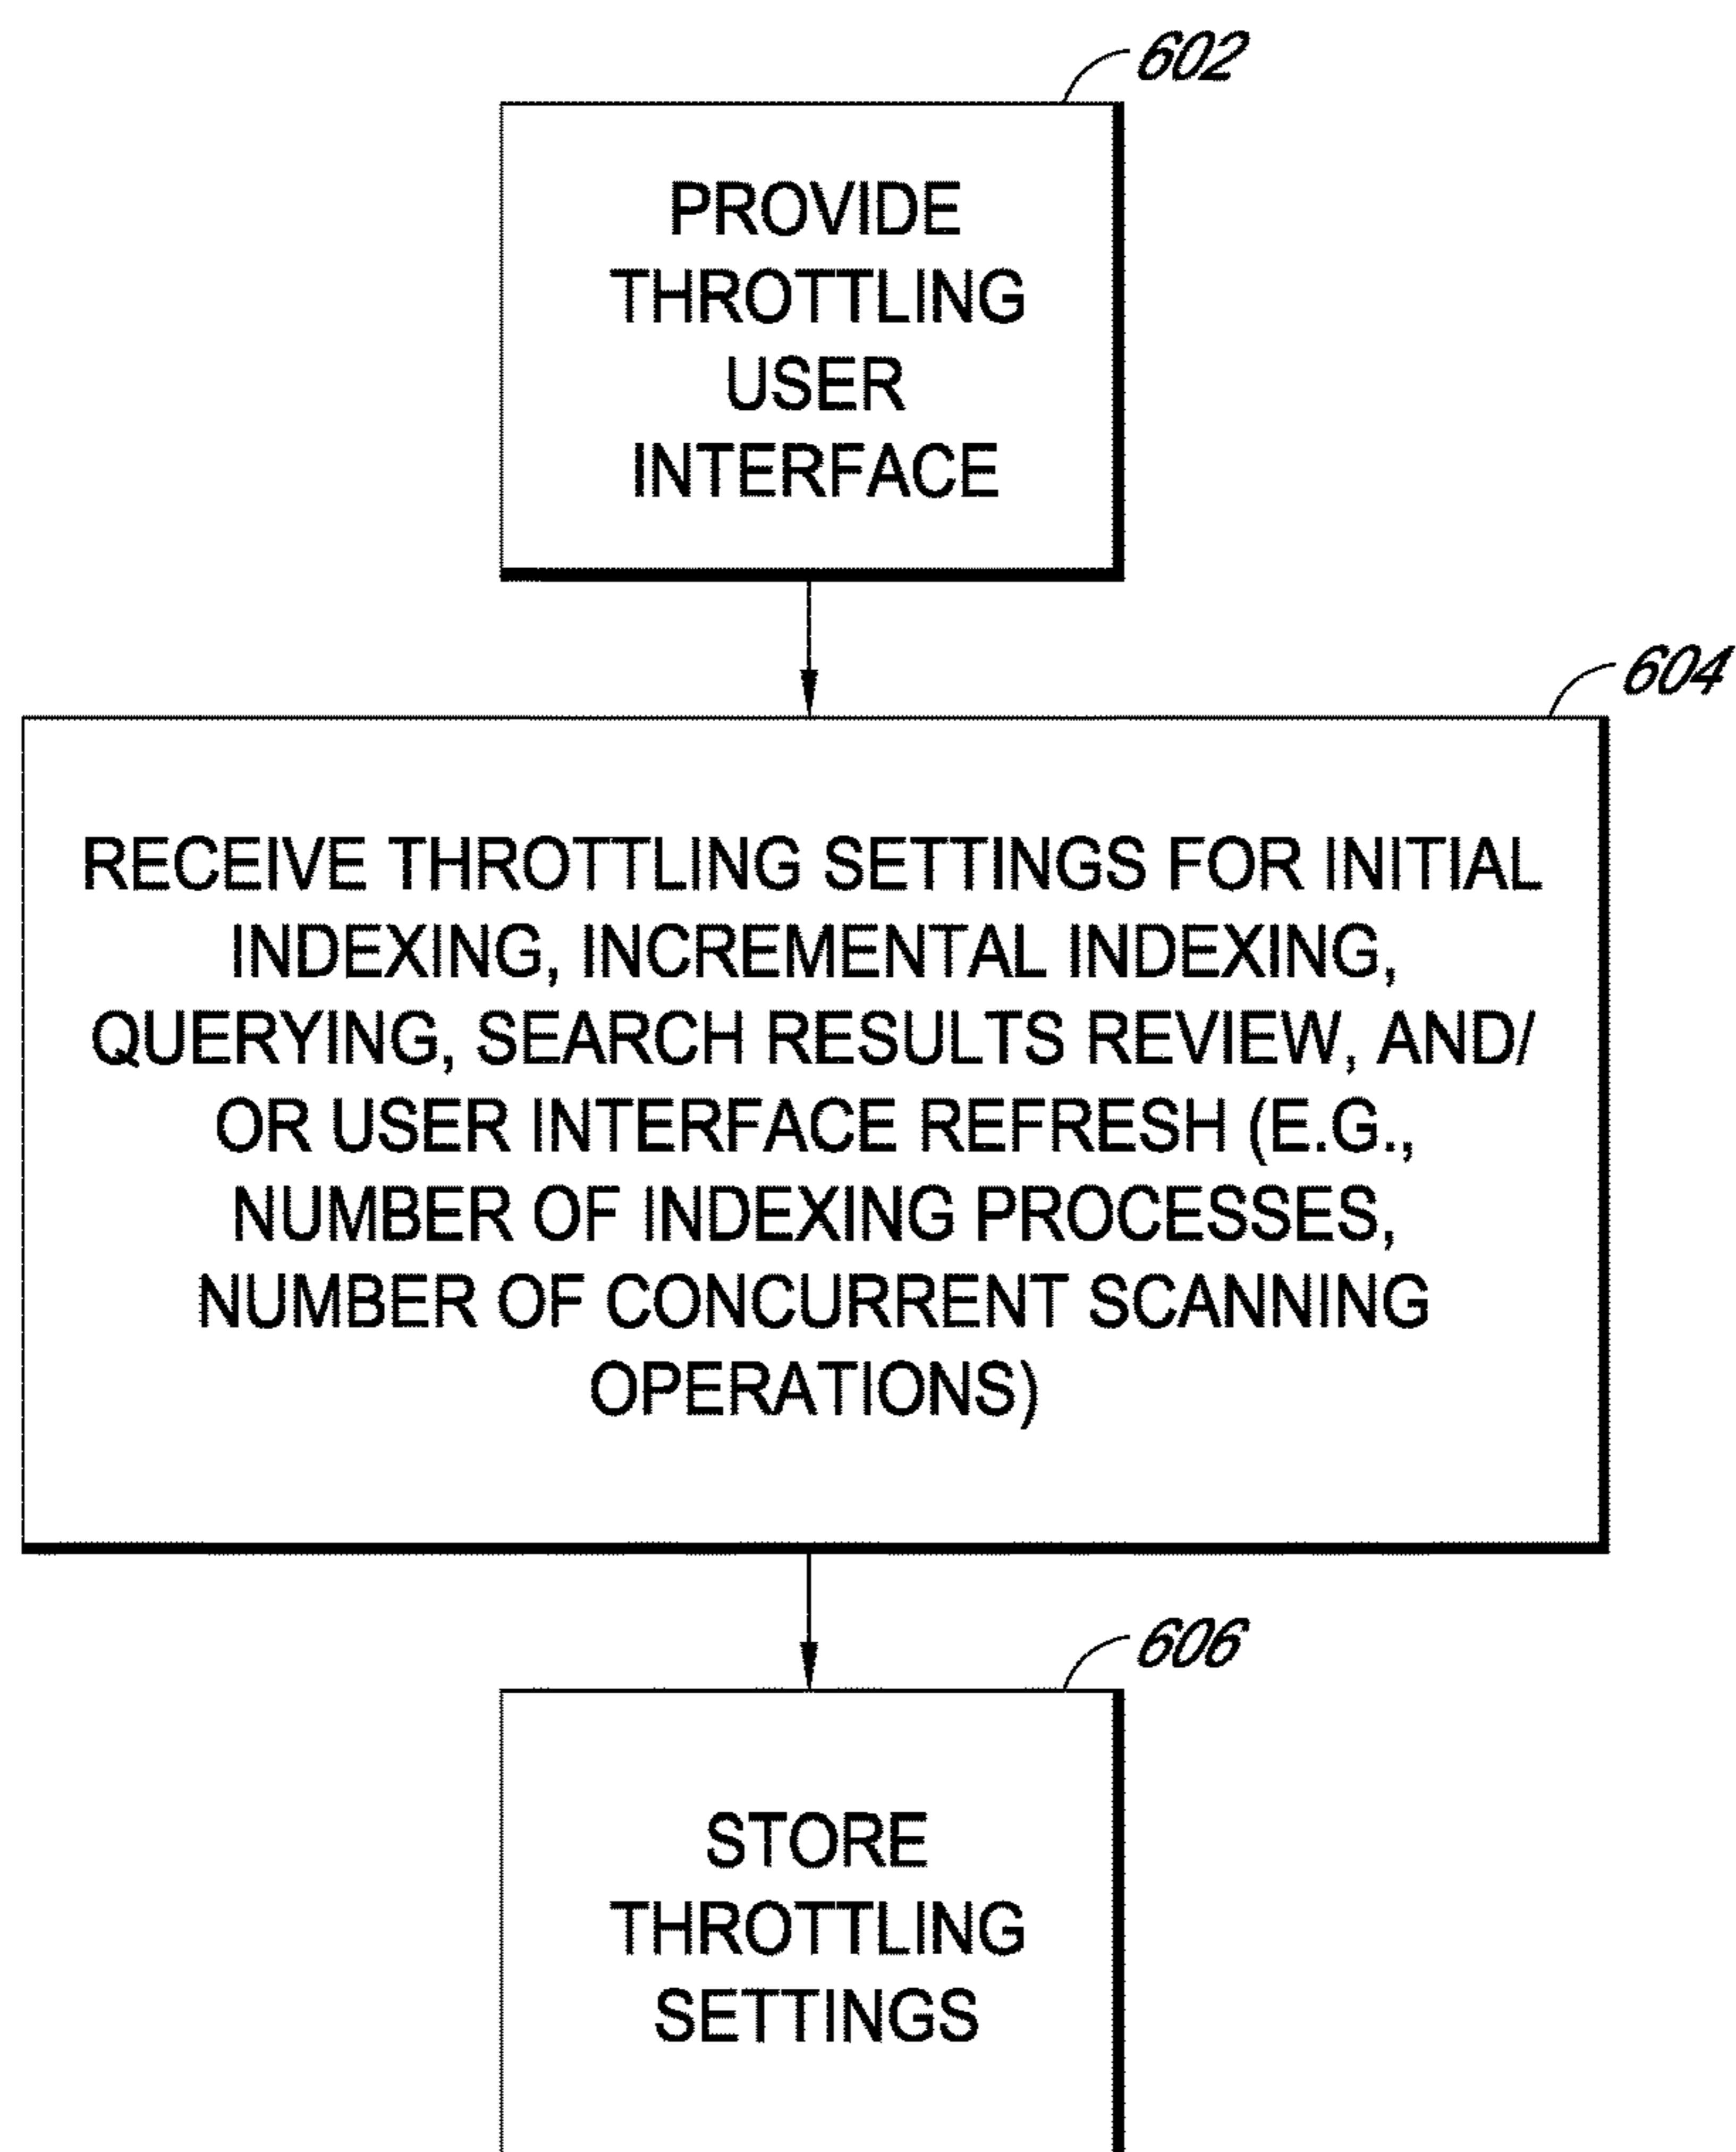 602
PROVIDE
THROTTLING
USER
INTERFACE
604
RECEIVE THROTTLING SETTINGS FOR INITIAL
INDEXING, INCREMENTAL INDEXING,
QUERYING, SEARCH RESULTS REVIEW, AND/
OR USER INTERFACE REFRESH (E.G.,
NUMBER OF INDEXING PROCESSES,
NUMBER OF CONCURRENT SCANNING
OPERATIONS)
606
STORE
THROTTLING
SETTINGS